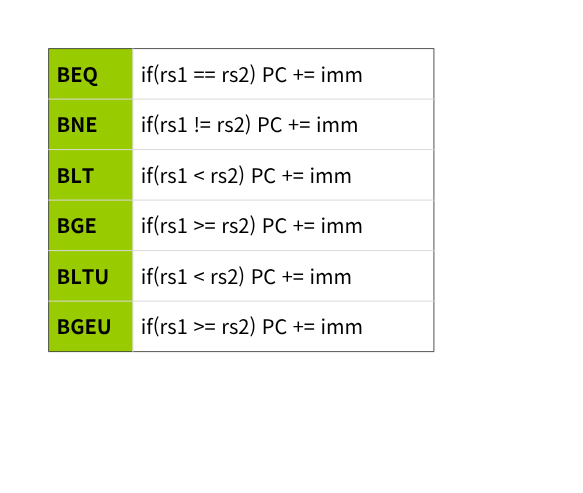 BEQ if(rs1 == rs2) PC += imm
BNE if(rs1 != rs2) PC += imm
BLT if(rs1 < rs2) PC += imm
BGE if(rs1 >= rs2) PC += imm
BLTU if(rs1 < rs2) PC += imm
BGEU if(rs1 >= rs2) PC += imm